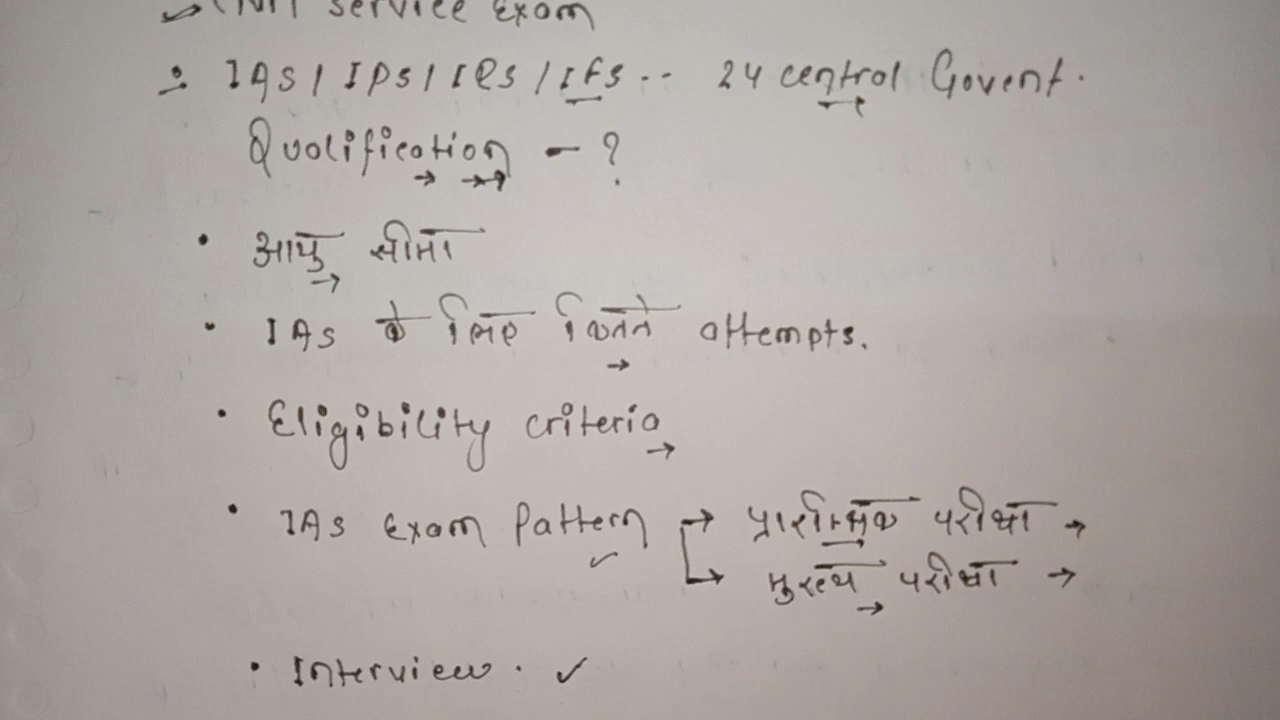 Civil Service Exam
IAS / IPS / IRS / IFS .. 24 central Govent.
Qualification - ?
• आयु सीमा
• IAS के लिए कितने attempts.
• Eligibility criteria
• IAS Exam Pattern → प्रारम्भिक परीक्षा →
→ मुख्य परीक्षा →
• Interview. ✓